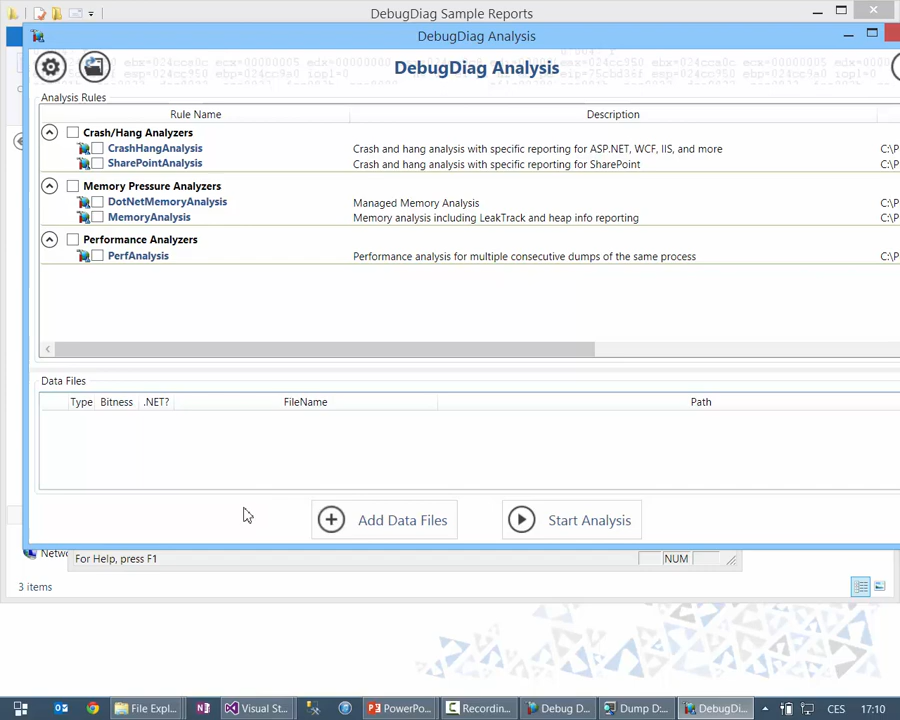 DebugDiag Sample Reports
DebugDiag Analysis
DebugDiag Analysis
Analysis Rules
Rule Name Description
Crash/Hang Analyzers
CrashHangAnalysis Crash and hang analysis with specific reporting for ASP.NET, WCF, IIS, and more C:\P
SharePointAnalysis Crash and hang analysis with specific reporting for SharePoint C:\P
Memory Pressure Analyzers
DotNetMemoryAnalysis Managed Memory Analysis C:\P
MemoryAnalysis Memory analysis including LeakTrack and heap info reporting C:\P
Performance Analyzers
PerfAnalysis Performance analysis for multiple consecutive dumps of the same process C:\P
Data Files
Type Bitness .NET? FileName Path
Add Data Files Start Analysis
Netwo For Help, press F1 NUM
3 items
File Expl... Visual St... PowerPo... Recordin... Debug D... Dump D... DebugDi... CES 17:10